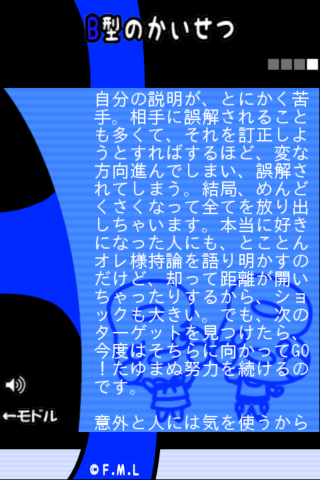 B型のかいせつ
自分の説明が、とにかく苦
手。相手に誤解されること
も多くて、それを訂正しよ
うとすればするほど、変な
方向進んでしまい、誤解さ
れてしまう。結局、めんど
くさくなって全てを放り出
しちゃいます。本当に好き
になった人にも、とことん
オレ様持論を語り明かすの
だけど、却って距離が開い
ちゃったりするから、ショ
ックも大きい。でも、次の
ターゲットを見つけたら、
今度はそちらに向かってGO
！たゆまぬ努力を続けるの
です。
意外と人には気を使うから
←モドル
©F.M.L